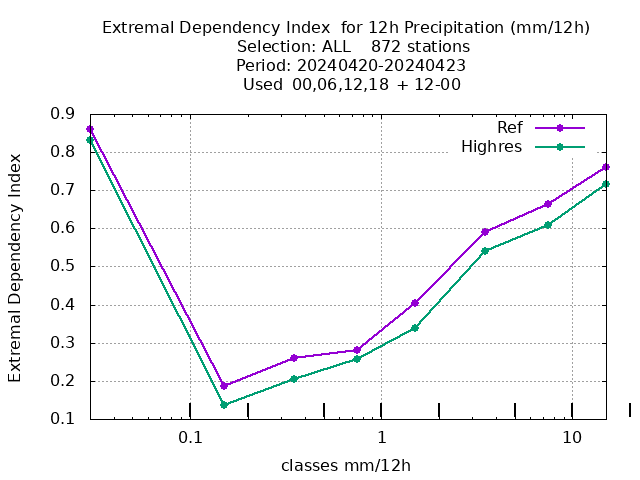 Extremal Dependency Index  for 12h Precipitation (mm/12h)
Selection: ALL    872 stations
Period: 20240420-20240423
Used  00,06,12,18  + 12-00
Ref
Highres
Extremal Dependency Index
0.9
0.8
0.7
0.6
0.5
0.4
0.3
0.2
0.1
0.1 1 10
classes mm/12h